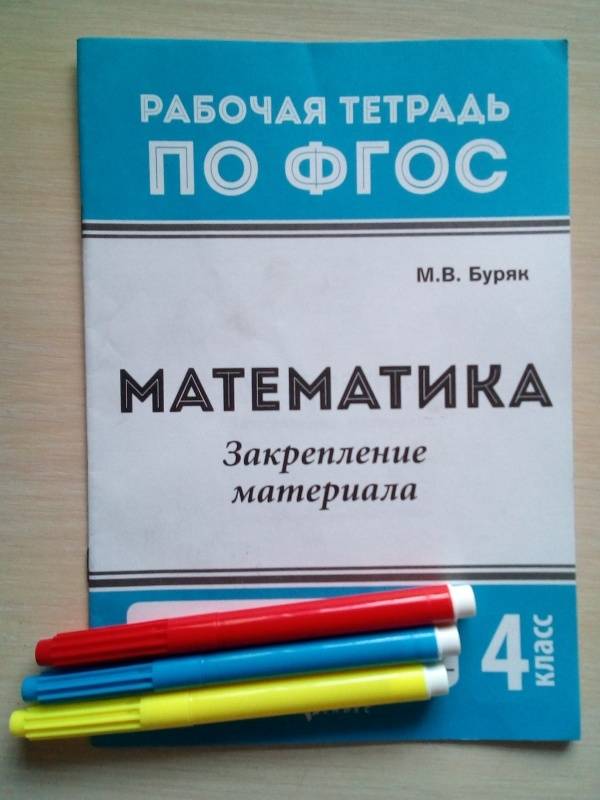 РАБОЧАЯ ТЕТРАДЬ
ПО ФГОС
М.В. Буряк
МАТЕМАТИКА
Закрепление
материала
4
класс